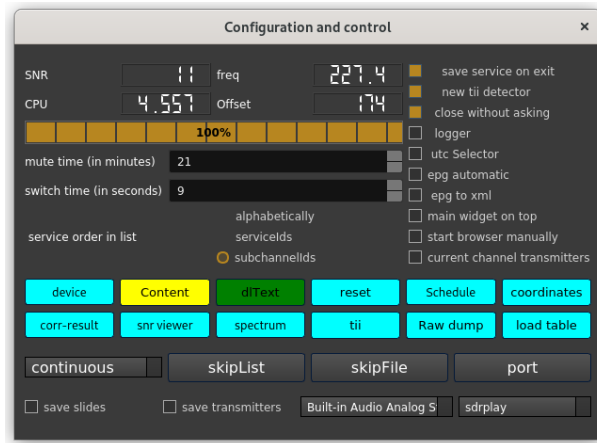 Configuration and control ×
SNR 11 freq 227.4 save service on exit
new tii detector
CPU 4.557 Offset 174 close without asking
100% logger
mute time (in minutes) 21 utc Selector
epg automatic
switch time (in seconds) 9 epg to xml
alphabetically main widget on top
service order in list serviceIds start browser manually
subchannelIds current channel transmitters
device Content dlText reset Schedule coordinates
corr-result snr viewer spectrum tii Raw dump load table
continuous skipList skipFile port
save slides save transmitters Built-in Audio Analog S sdrplay